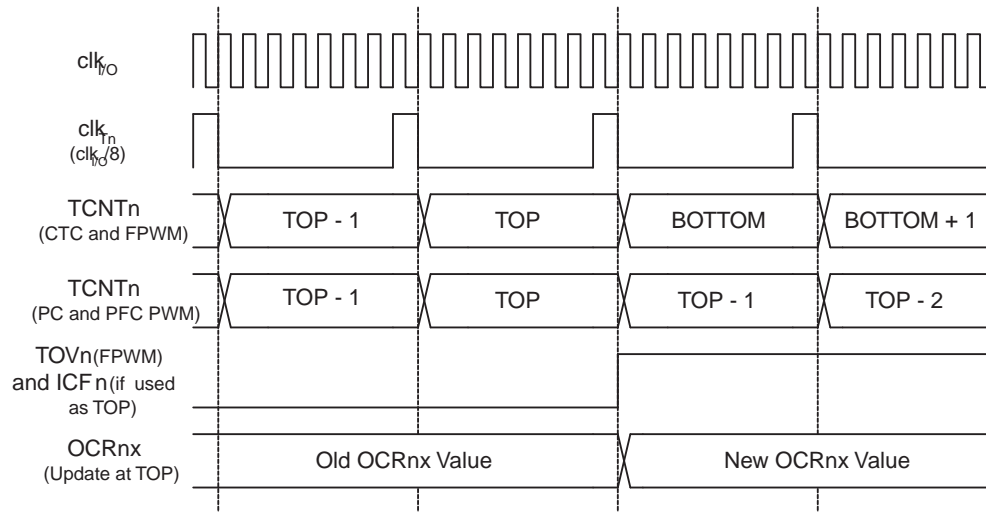 clkI/O
clkTn
(clkI/O/8)
TCNTn
(CTC and FPWM)
TOP - 1
TOP
BOTTOM
BOTTOM + 1
TCNTn
(PC and PFC PWM)
TOP - 1
TOP
TOP - 1
TOP - 2
TOVn(FPWM)
and ICFn(if used
as TOP)
OCRnx
(Update at TOP)
Old OCRnx Value
New OCRnx Value